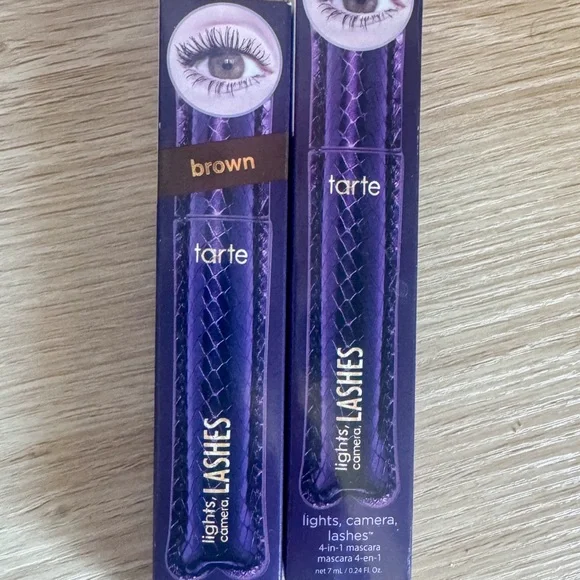 brown
tarte
lights,
camera,
LASHES
tarte
lights,
camera,
LASHES
lights, camera,
lashes™
4-in-1 mascara
mascara 4-en-1
net 7 mL / 0.24 Fl. Oz.